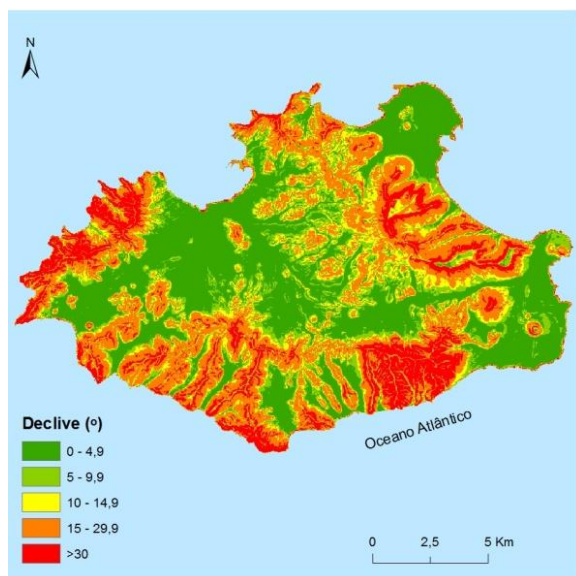 N
Oceano Atlântico
Declive (º)
0 - 4,9
5 - 9,9
10 - 14,9
15 - 29,9
>30
0 2,5 5 Km